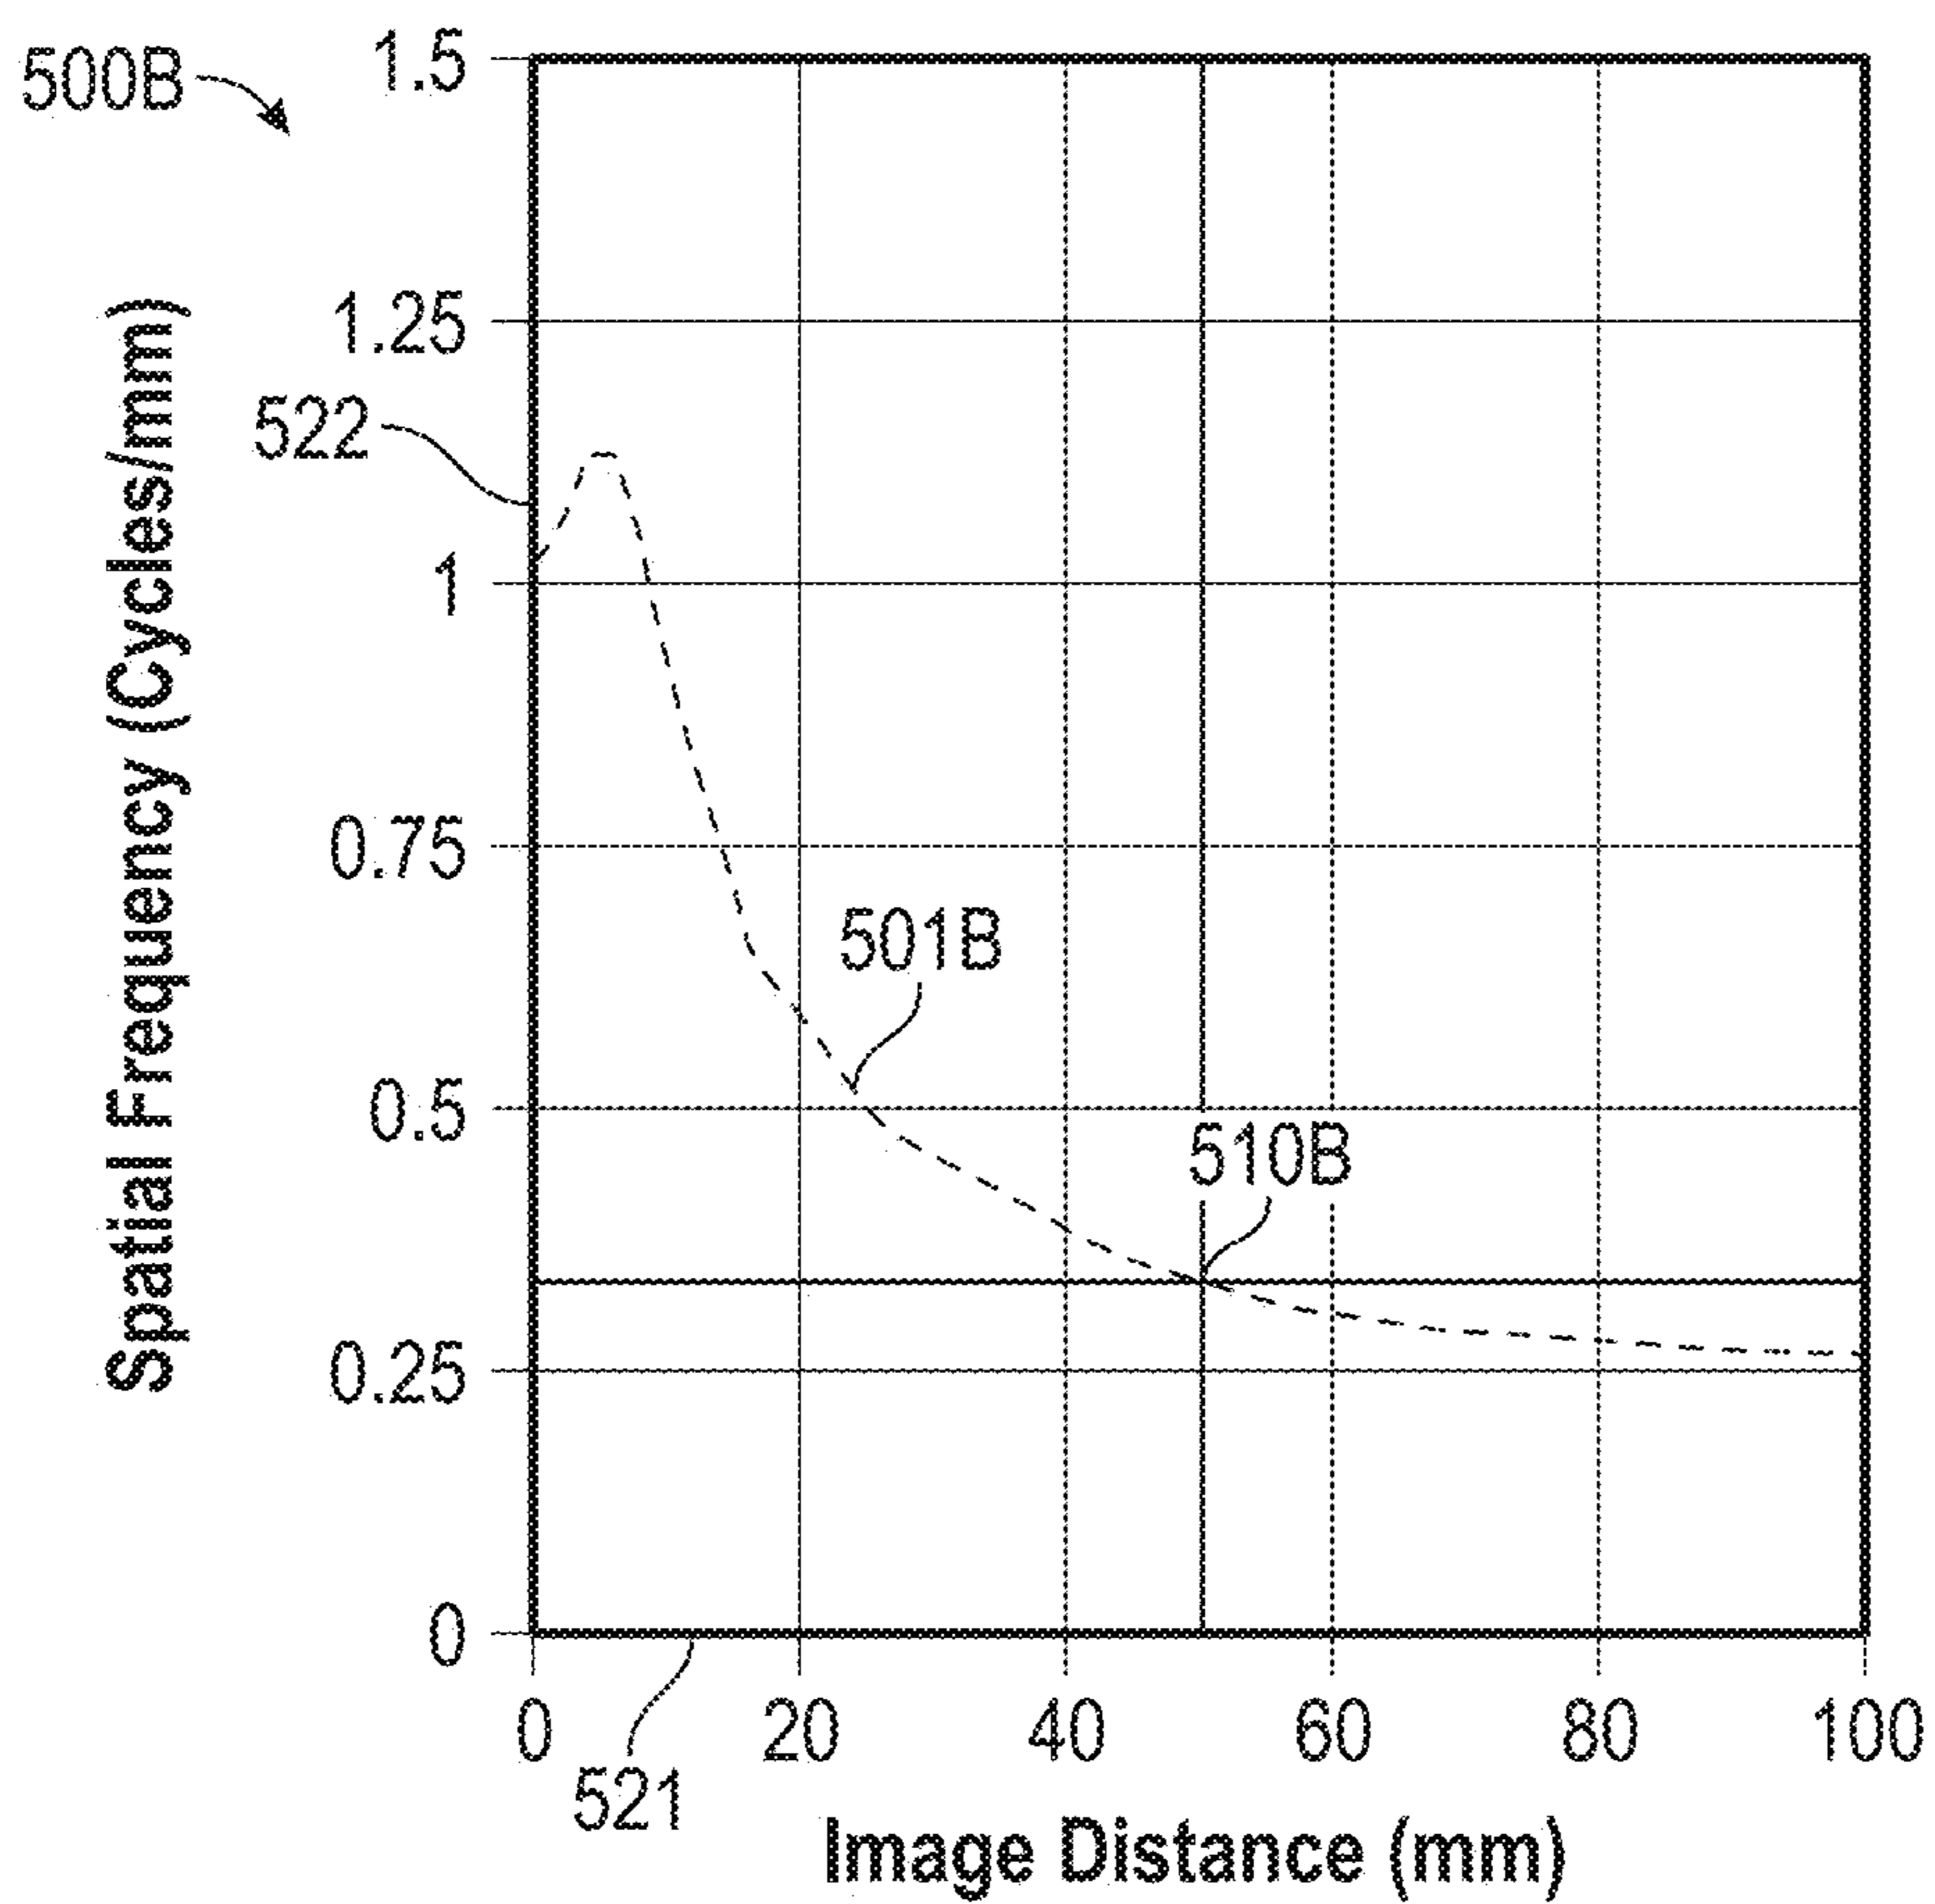 500B
1.5
1.25
522
1
0.75
501B
0.5
510B
0.25
0
Spatial Frequency (Cycles/mm)
0 20 40 60 80 100
521
Image Distance (mm)